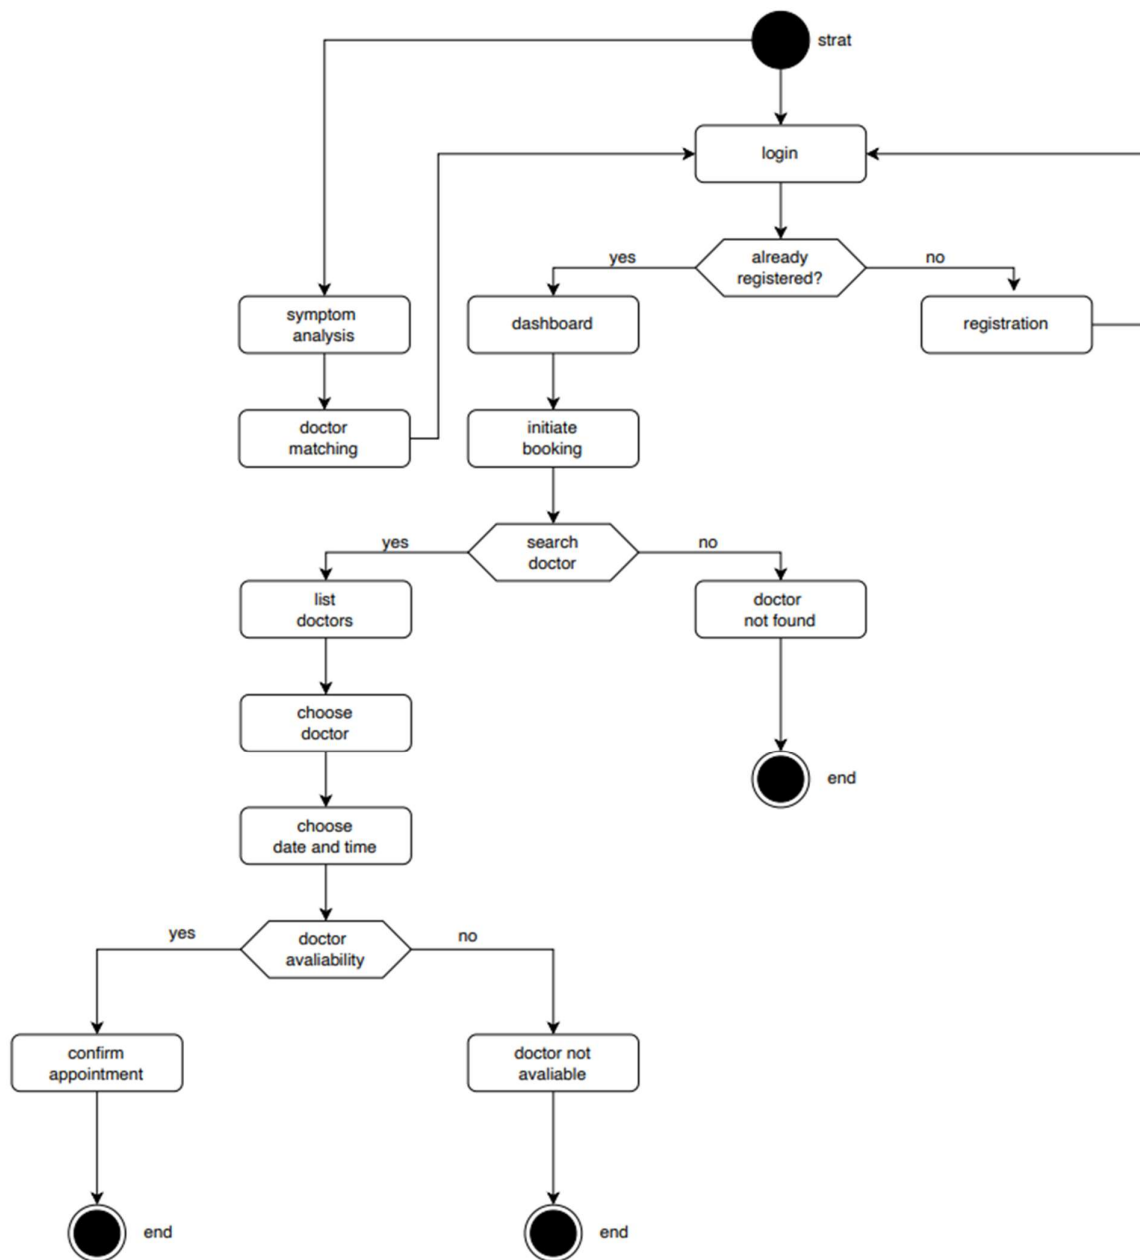 strat
login
already
registered?
yes
no
symptom
analysis
dashboard
registration
doctor
matching
initiate
booking
search
doctor
yes
no
list
doctors
doctor
not found
choose
doctor
end
choose
date and time
doctor
avaliability
yes
no
confirm
appointment
doctor not
avaliable
end
end